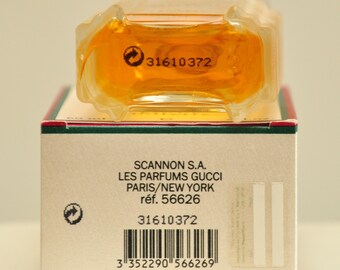 31610372
SCANNON S.A.
LES PARFUMS GUCCI
PARIS/NEW YORK
réf. 56626
31610372
3 352290 566269